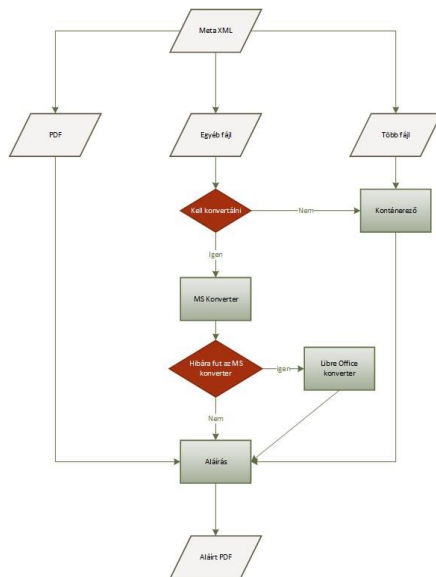 Meta XML
PDF
Egyéb fájl
Több fájl
Kell konvertálni
Nem
Konténerező
Igen
MS Konverter
Hibára fut az MS
konverter
igen
Libre Office
konverter
Nem
Aláírás
Aláírt PDF